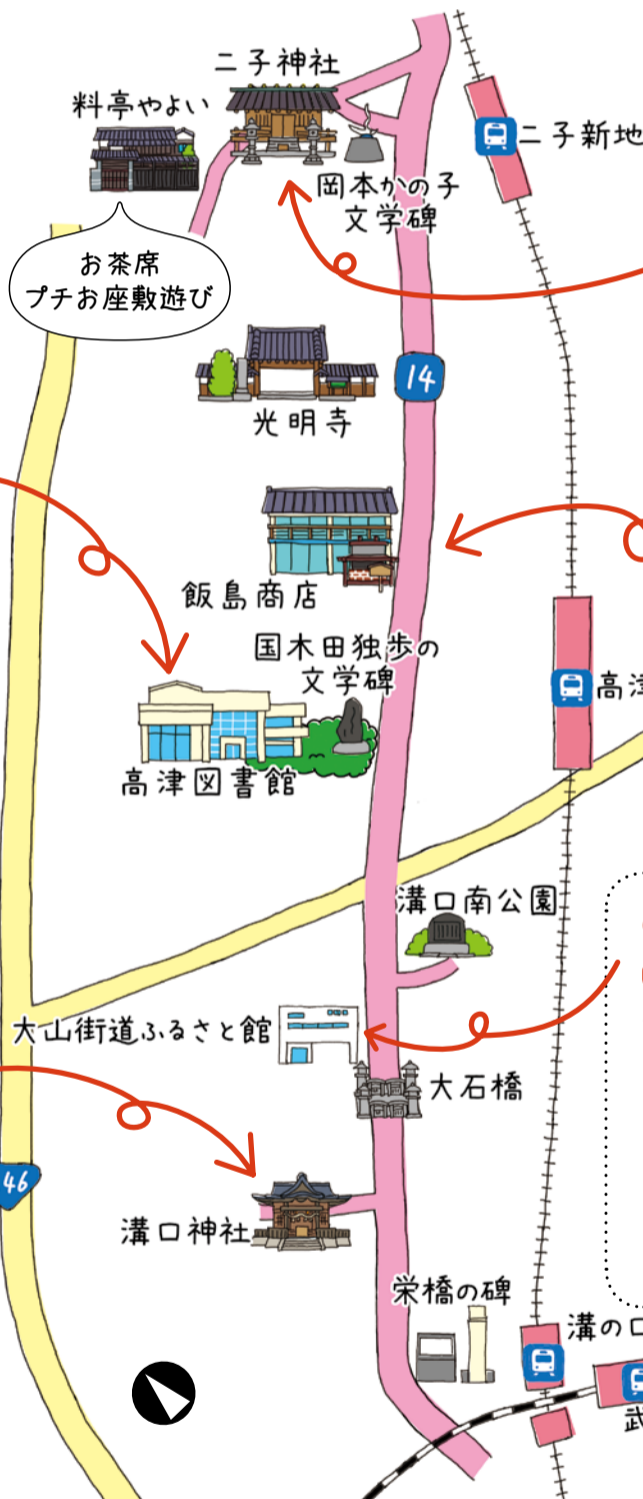 二子神社
料亭やよい
二子新地
岡本かの子
文学碑
お茶席
プチお座敷遊び
14
光明寺
飯島商店
国木田独歩の
文学碑
高津
高津図書館
溝口南公園
大山街道ふるさと館
大石橋
46
溝口神社
栄橋の碑
溝の口
武